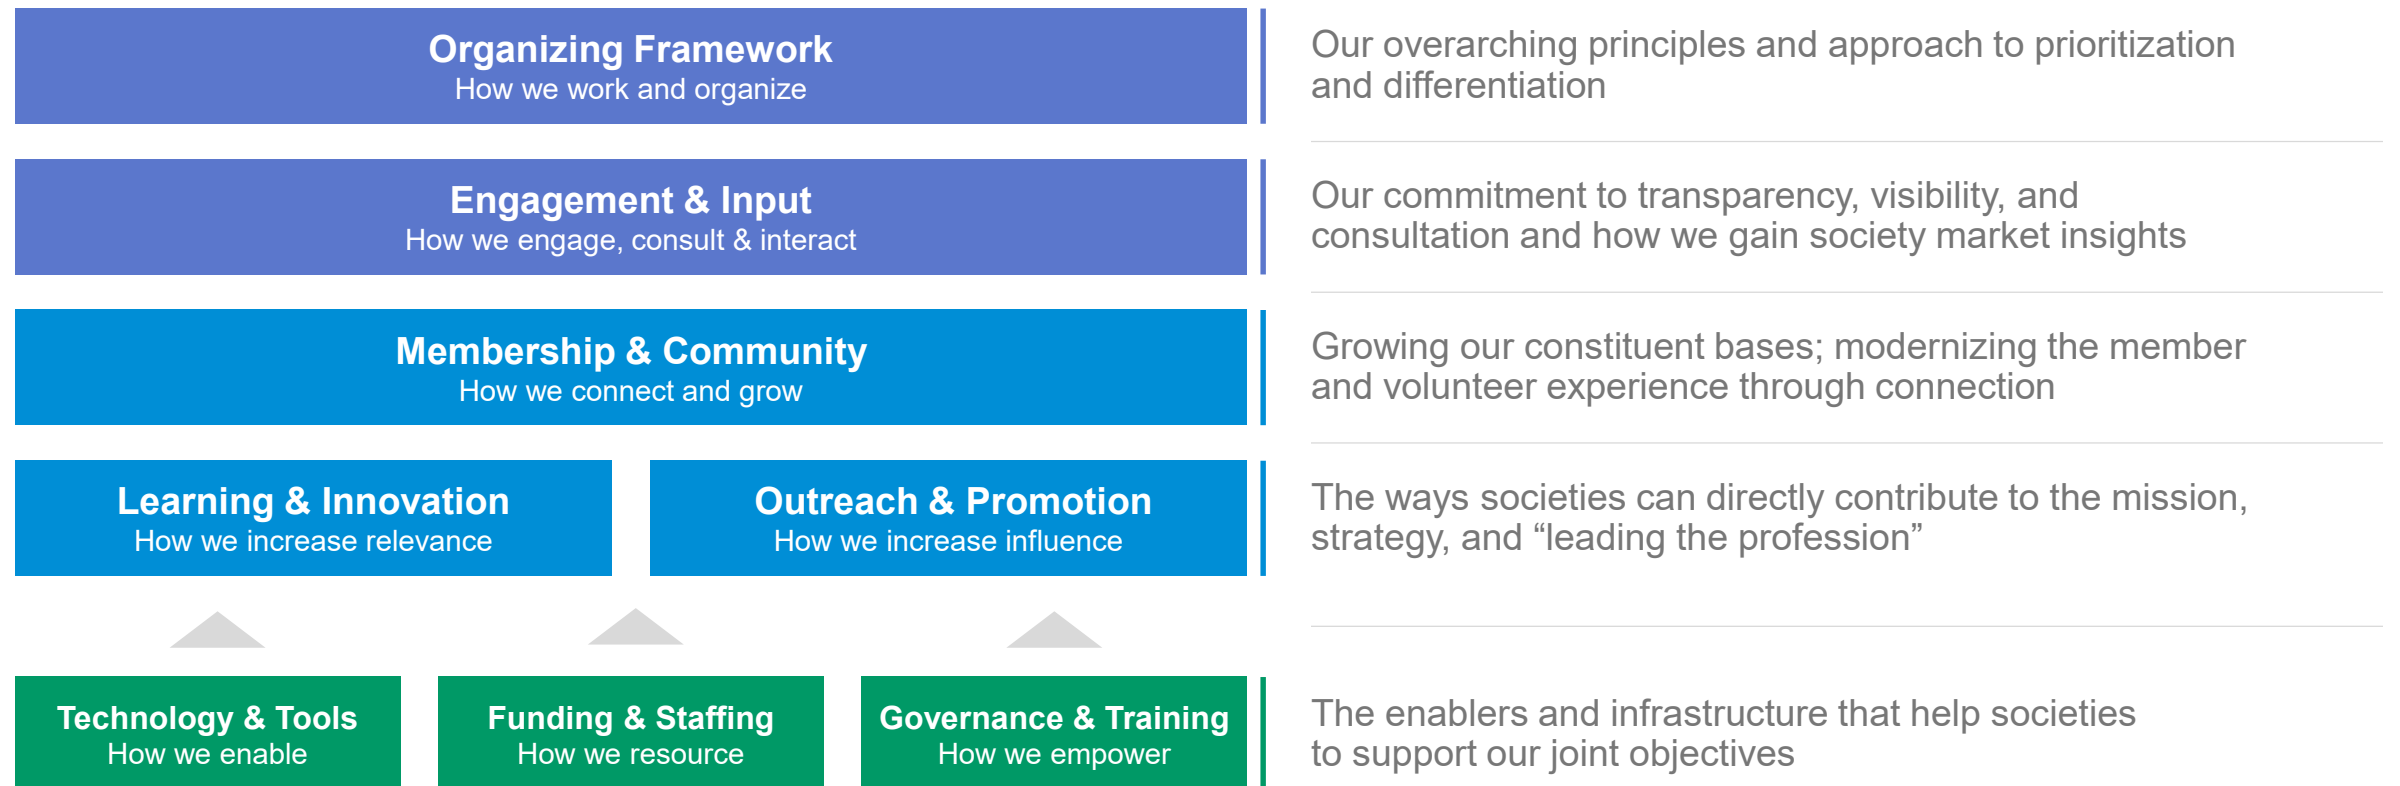 Organizing Framework
How we work and organize
Our overarching principles and approach to prioritization
and differentiation
Engagement & Input
How we engage, consult & interact
Our commitment to transparency, visibility, and
consultation and how we gain society market insights
Membership & Community
How we connect and grow
Growing our constituent bases; modernizing the member
and volunteer experience through connection
Learning & Innovation
How we increase relevance
Outreach & Promotion
How we increase influence
The ways societies can directly contribute to the mission,
strategy, and “leading the profession”
Technology & Tools
How we enable
Funding & Staffing
How we resource
Governance & Training
How we empower
The enablers and infrastructure that help societies
to support our joint objectives